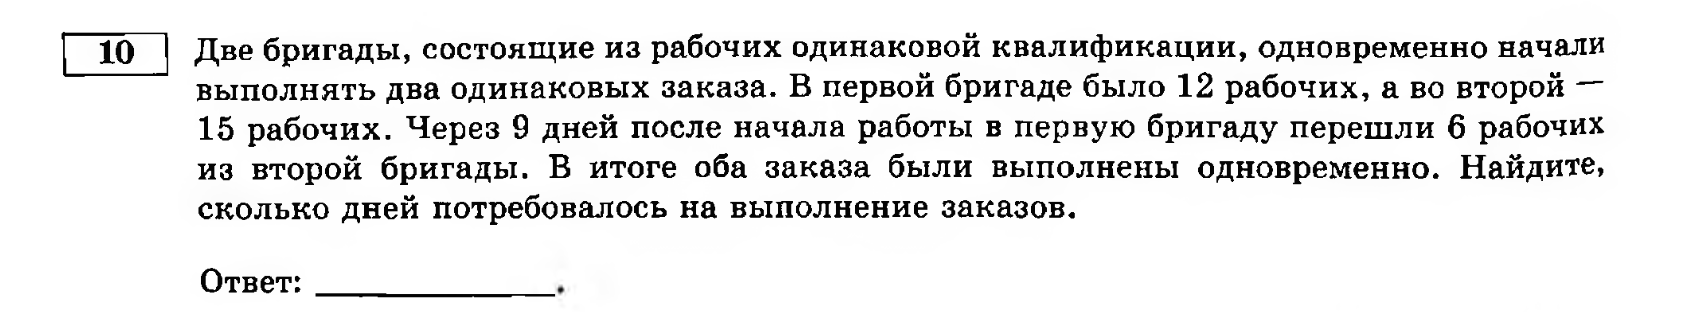 10 Две бригады, состоящие из рабочих одинаковой квалификации, одновременно начали
выполнять два одинаковых заказа. В первой бригаде было 12 рабочих, а во второй —
15 рабочих. Через 9 дней после начала работы в первую бригаду перешли 6 рабочих
из второй бригады. В итоге оба заказа были выполнены одновременно. Найдите,
сколько дней потребовалось на выполнение заказов.
Ответ: ____________.